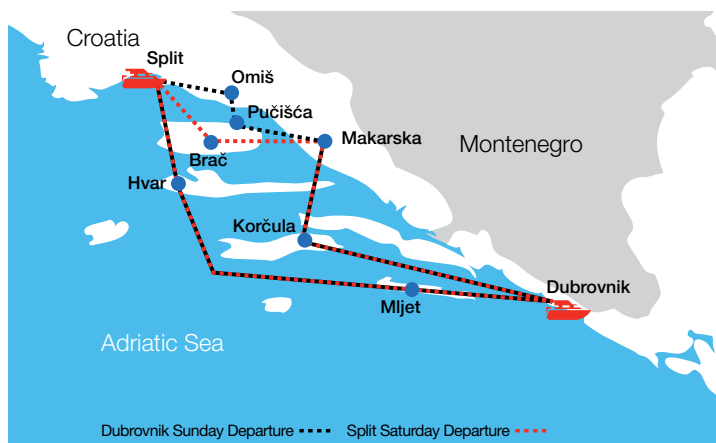 Croatia
Split
Omiš
Pučišća
Makarska
Montenegro
Brač
Hvar
Korčula
Dubrovnik
Mljet
Adriatic Sea
Dubrovnik Sunday Departure
Split Saturday Departure